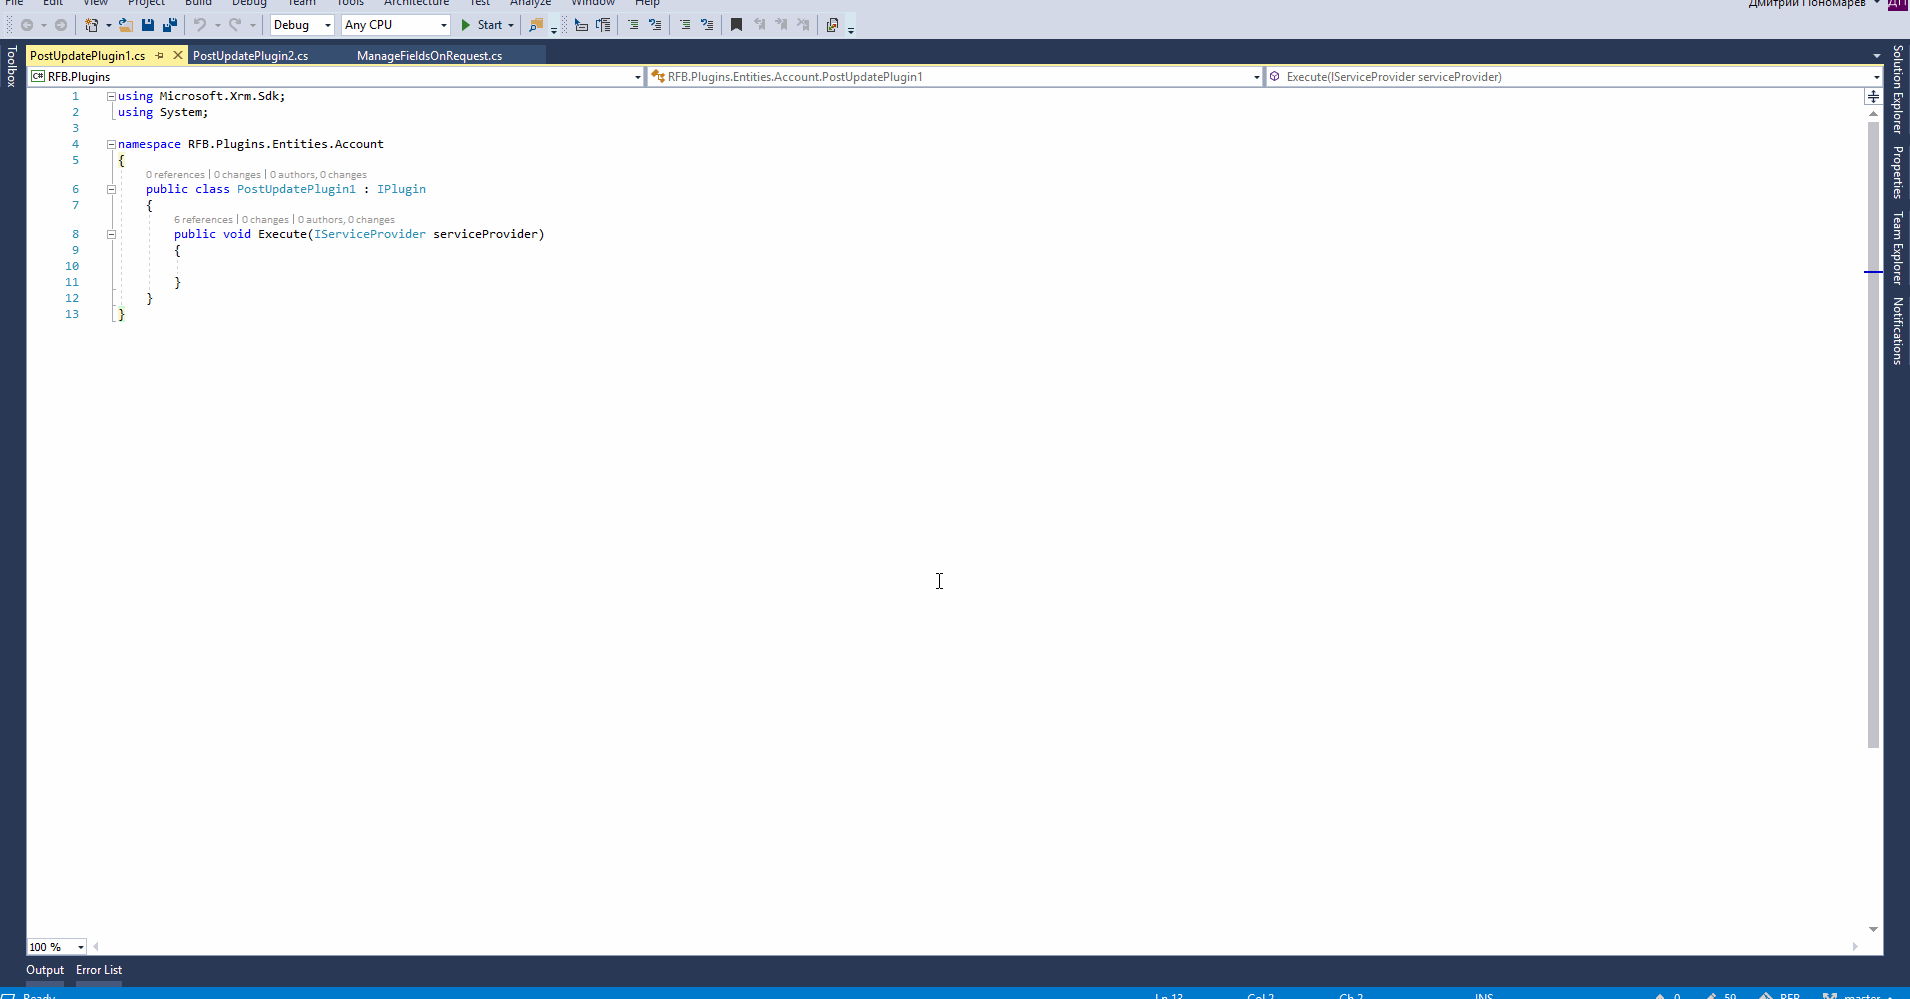 File Edit View Project Build Debug Team Tools Architecture Test Analyze Window Help
Дмитрий Пономарев ДП
Debug Any CPU Start
PostUpdatePlugin1.cs PostUpdatePlugin2.cs ManageFieldsOnRequest.cs
C# RFB.Plugins RFB.Plugins.Entities.Account.PostUpdatePlugin1 Execute(IServiceProvider serviceProvider)
Toolbox
1 using Microsoft.Xrm.Sdk;
2 using System;
3
4 namespace RFB.Plugins.Entities.Account
5 {
0 references | 0 changes | 0 authors, 0 changes
6 public class PostUpdatePlugin1 : IPlugin
7 {
6 references | 0 changes | 0 authors, 0 changes
8 public void Execute(IServiceProvider serviceProvider)
9 {
10
11 }
12 }
13 }
Solution Explorer
Properties
Team Explorer
Notifications
100 %
Output Error List
Ready Ln 13 Col 2 Ch 2 INS 0 59 RFB master